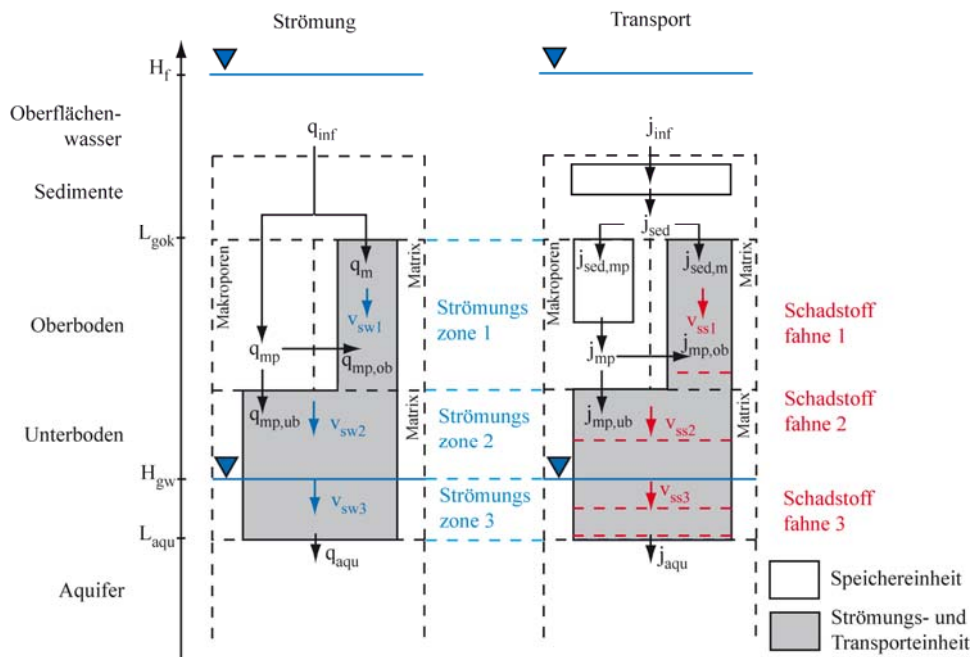 Strömung
Transport
H_f
Oberflächen-
wasser
q_inf
j_inf
Sedimente
L_gok
j_sed
Makroporen
q_m
Matrix
Makroporen
j_sed,mp
j_sed,m
Matrix
Oberboden
v_sw1
Strömungs
zone 1
v_ss1
Schadstoff
fahne 1
q_mp
q_mp,ob
j_mp
j_mp,ob
Unterboden
q_mp,ub
v_sw2
Matrix
Strömungs
zone 2
j_mp,ub
v_ss2
Matrix
Schadstoff
fahne 2
H_gw
v_sw3
Strömungs
zone 3
v_ss3
Schadstoff
fahne 3
L_aqu
q_aqu
j_aqu
Aquifer
Speichereinheit
Strömungs- und
Transporteinheit